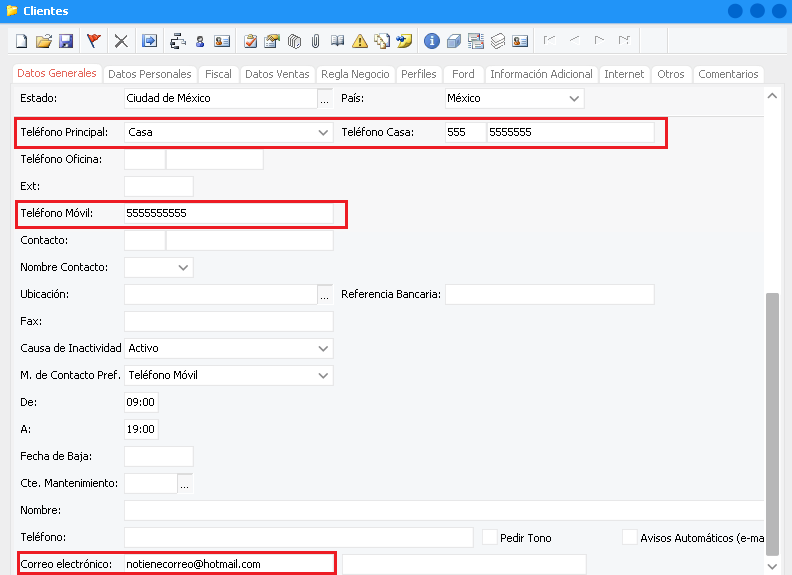 Clientes
Datos Generales Datos Personales Fiscal Datos Ventas Regla Negocio Perfiles Ford Información Adicional Internet Otros Comentarios
Estado: Ciudad de México ... País: México
Teléfono Principal: Casa Teléfono Casa: 555 5555555
Teléfono Oficina:
Ext:
Teléfono Móvil: 5555555555
Contacto:
Nombre Contacto:
Ubicación: ... Referencia Bancaria:
Fax:
Causa de Inactividad Activo
M. de Contacto Pref. Teléfono Móvil
De: 09:00
A: 19:00
Fecha de Baja:
Cte. Mantenimiento: ...
Nombre:
Teléfono: Pedir Tono Avisos Automáticos (e-ma
Correo electrónico: notienecorreo@hotmail.com